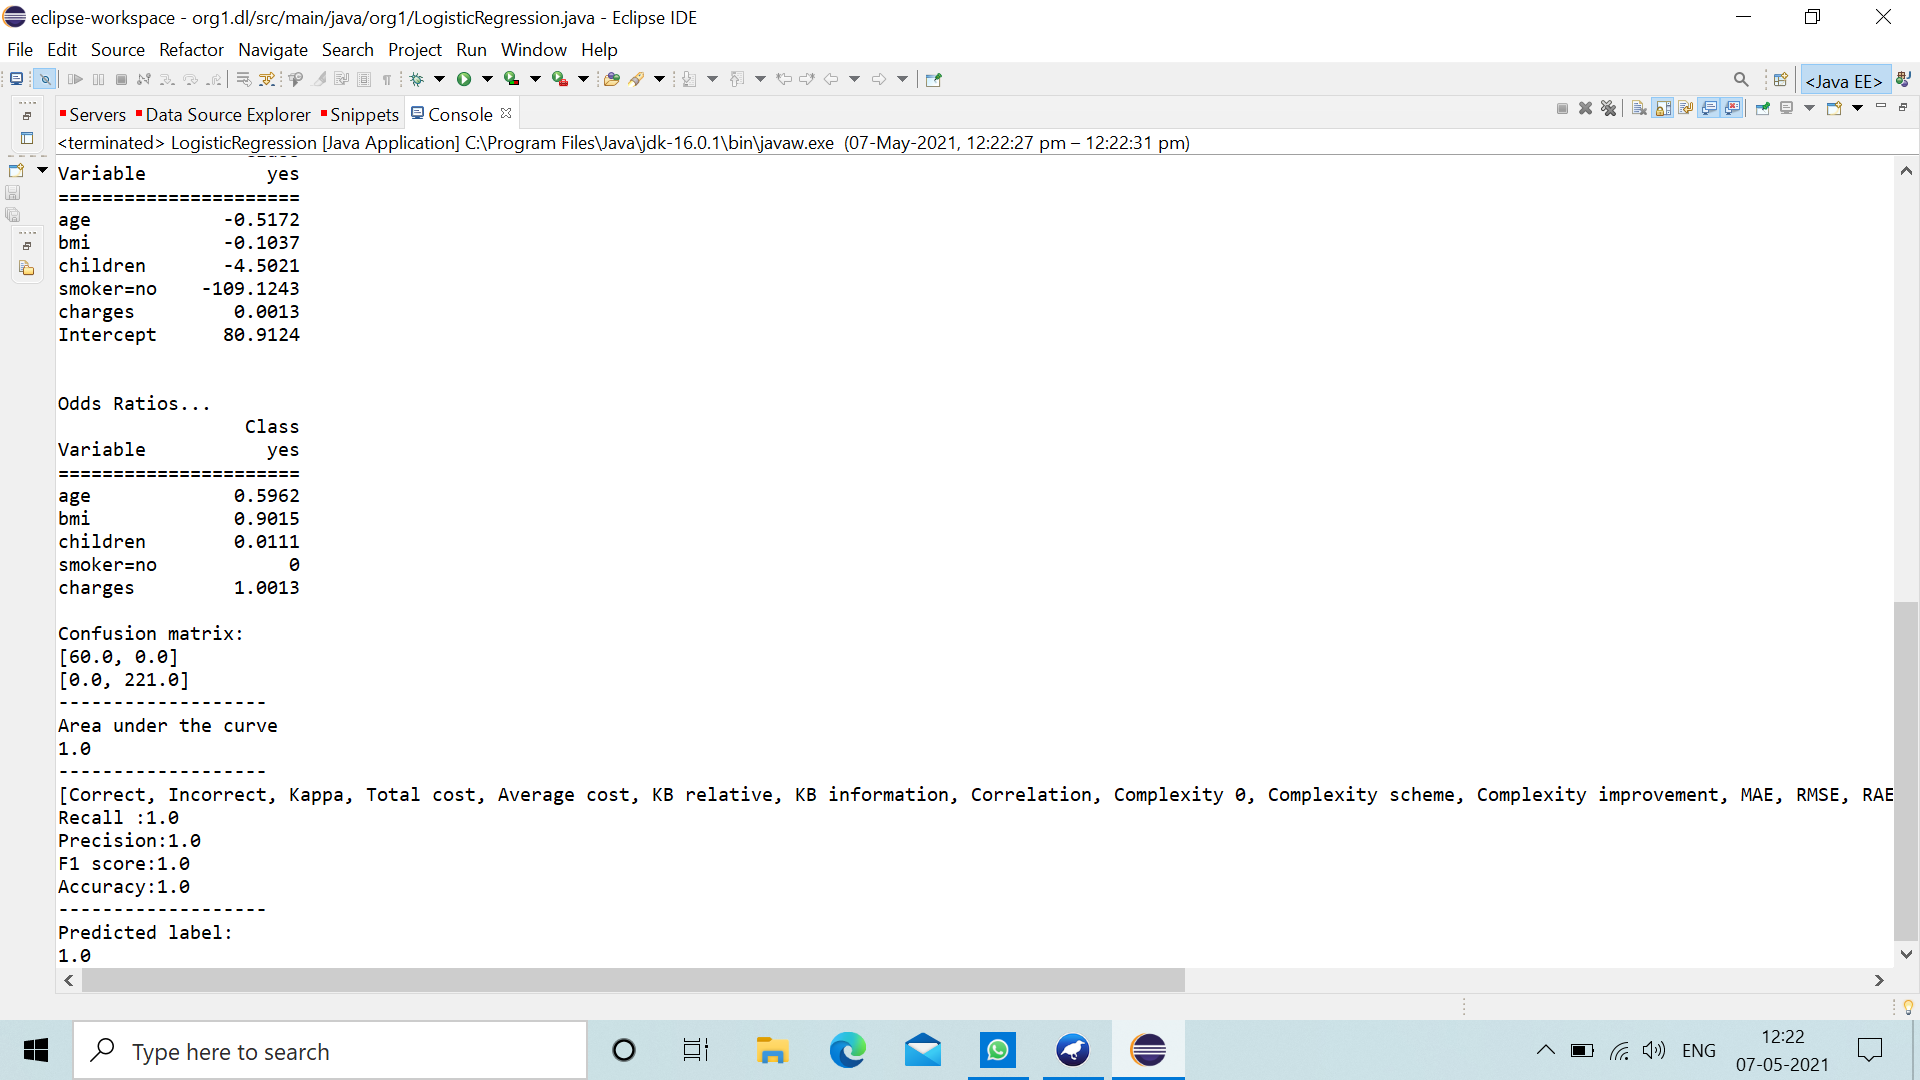 eclipse-workspace - org1.dl/src/main/java/org1/LogisticRegression.java - Eclipse IDE
File Edit Source Refactor Navigate Search Project Run Window Help
<Java EE>
Servers Data Source Explorer Snippets Console
<terminated> LogisticRegression [Java Application] C:\Program Files\Java\jdk-16.0.1\bin\javaw.exe (07-May-2021, 12:22:27 pm – 12:22:31 pm)
Variable yes
======================
age -0.5172
bmi -0.1037
children -4.5021
smoker=no -109.1243
charges 0.0013
Intercept 80.9124
Odds Ratios...
Class
Variable yes
======================
age 0.5962
bmi 0.9015
children 0.0111
smoker=no 0
charges 1.0013
Confusion matrix:
[60.0, 0.0]
[0.0, 221.0]
-------------------
Area under the curve
1.0
-------------------
[Correct, Incorrect, Kappa, Total cost, Average cost, KB relative, KB information, Correlation, Complexity 0, Complexity scheme, Complexity improvement, MAE, RMSE, RAE
Recall :1.0
Precision:1.0
F1 score:1.0
Accuracy:1.0
-------------------
Predicted label:
1.0
Type here to search
ENG
12:22
07-05-2021